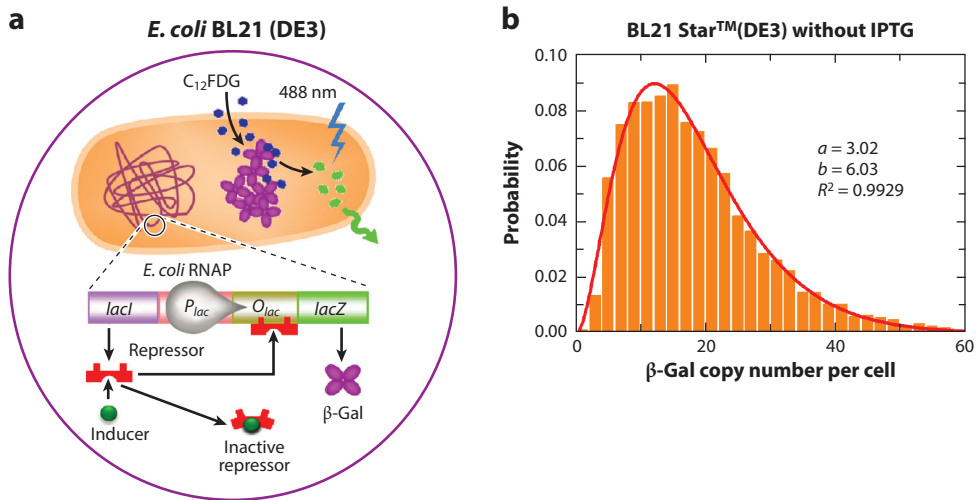 a
E. coli BL21 (DE3)
C₁₂FDG
488 nm
E. coli RNAP
lacI
P_lac
O_lac
lacZ
Repressor
β-Gal
Inducer
Inactive
repressor
b
BL21 Star™(DE3) without IPTG
Probability
0.10
0.08
0.06
0.04
0.02
0.00
a = 3.02
b = 6.03
R² = 0.9929
0
20
40
60
β-Gal copy number per cell